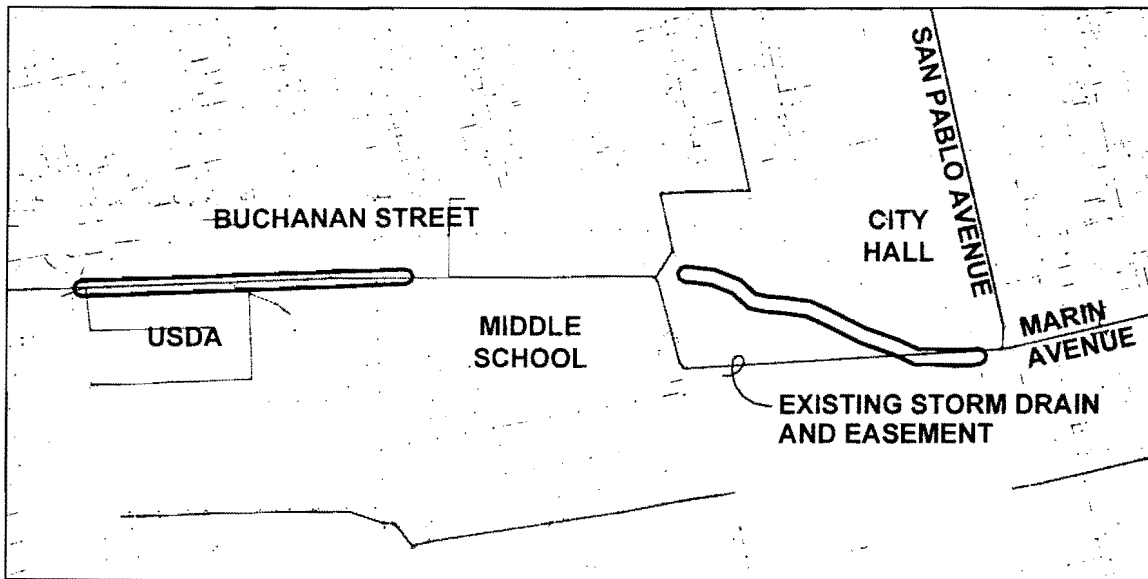 SAN PABLO AVENUE
BUCHANAN STREET
CITY
HALL
USDA
MIDDLE
SCHOOL
MARIN
AVENUE
EXISTING STORM DRAIN
AND EASEMENT